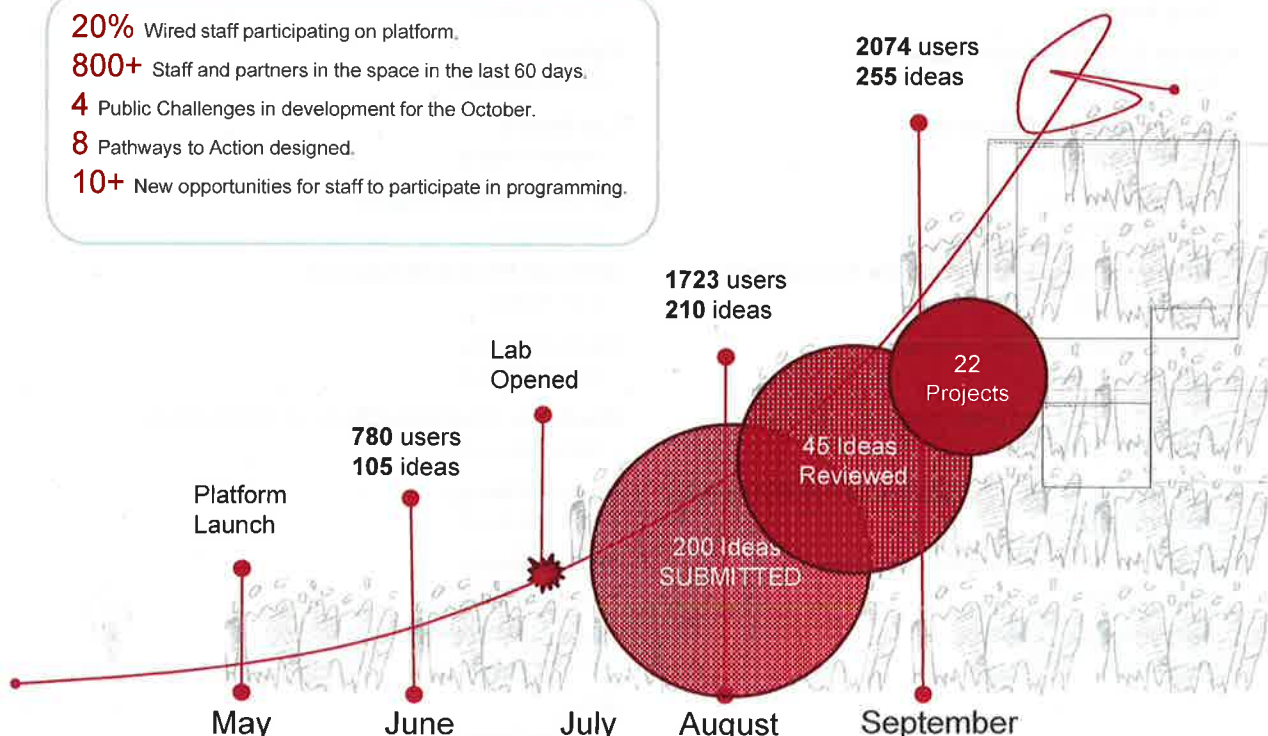 20% Wired staff participating on platform.
800+ Staff and partners in the space in the last 60 days.
4 Public Challenges in development for the October.
8 Pathways to Action designed.
10+ New opportunities for staff to participate in programming.
2074 users
255 ideas
1723 users
210 ideas
Lab
Opened
780 users
105 ideas
Platform
Launch
22
Projects
45 Ideas
Reviewed
200 Ideas
SUBMITTED
May
June
July
August
September